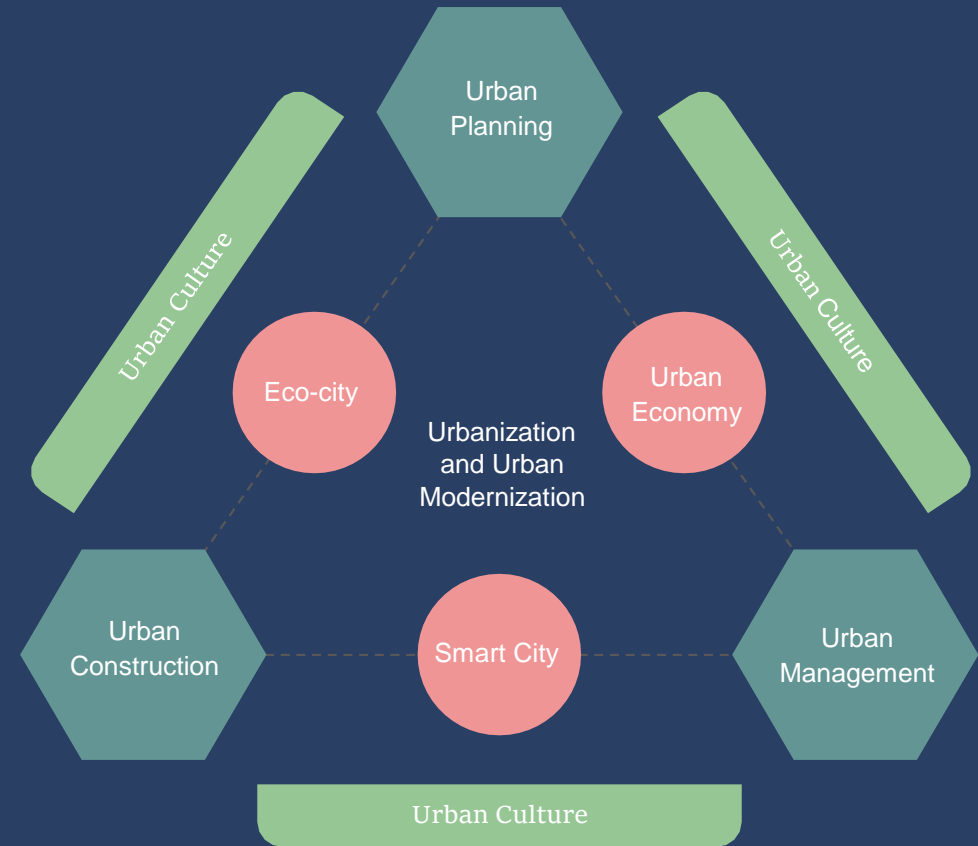 Urban
Planning
Urban Culture
Urban Culture
Eco-city
Urban
Economy
Urbanization
and Urban
Modernization
Urban
Construction
Smart City
Urban
Management
Urban Culture